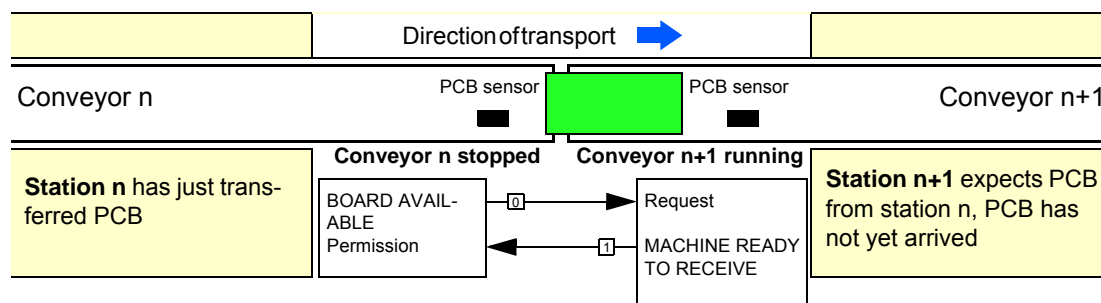 Direction of transport
PCB sensor
PCB sensor
Conveyor n
Conveyor n+1
Conveyor n stopped
Conveyor n+1 running
Station n has just trans-
ferred PCB
BOARD AVAIL-
ABLE
Permission
0
1
Request
MACHINE READY
TO RECEIVE
Station n+1 expects PCB
from station n, PCB has
not yet arrived